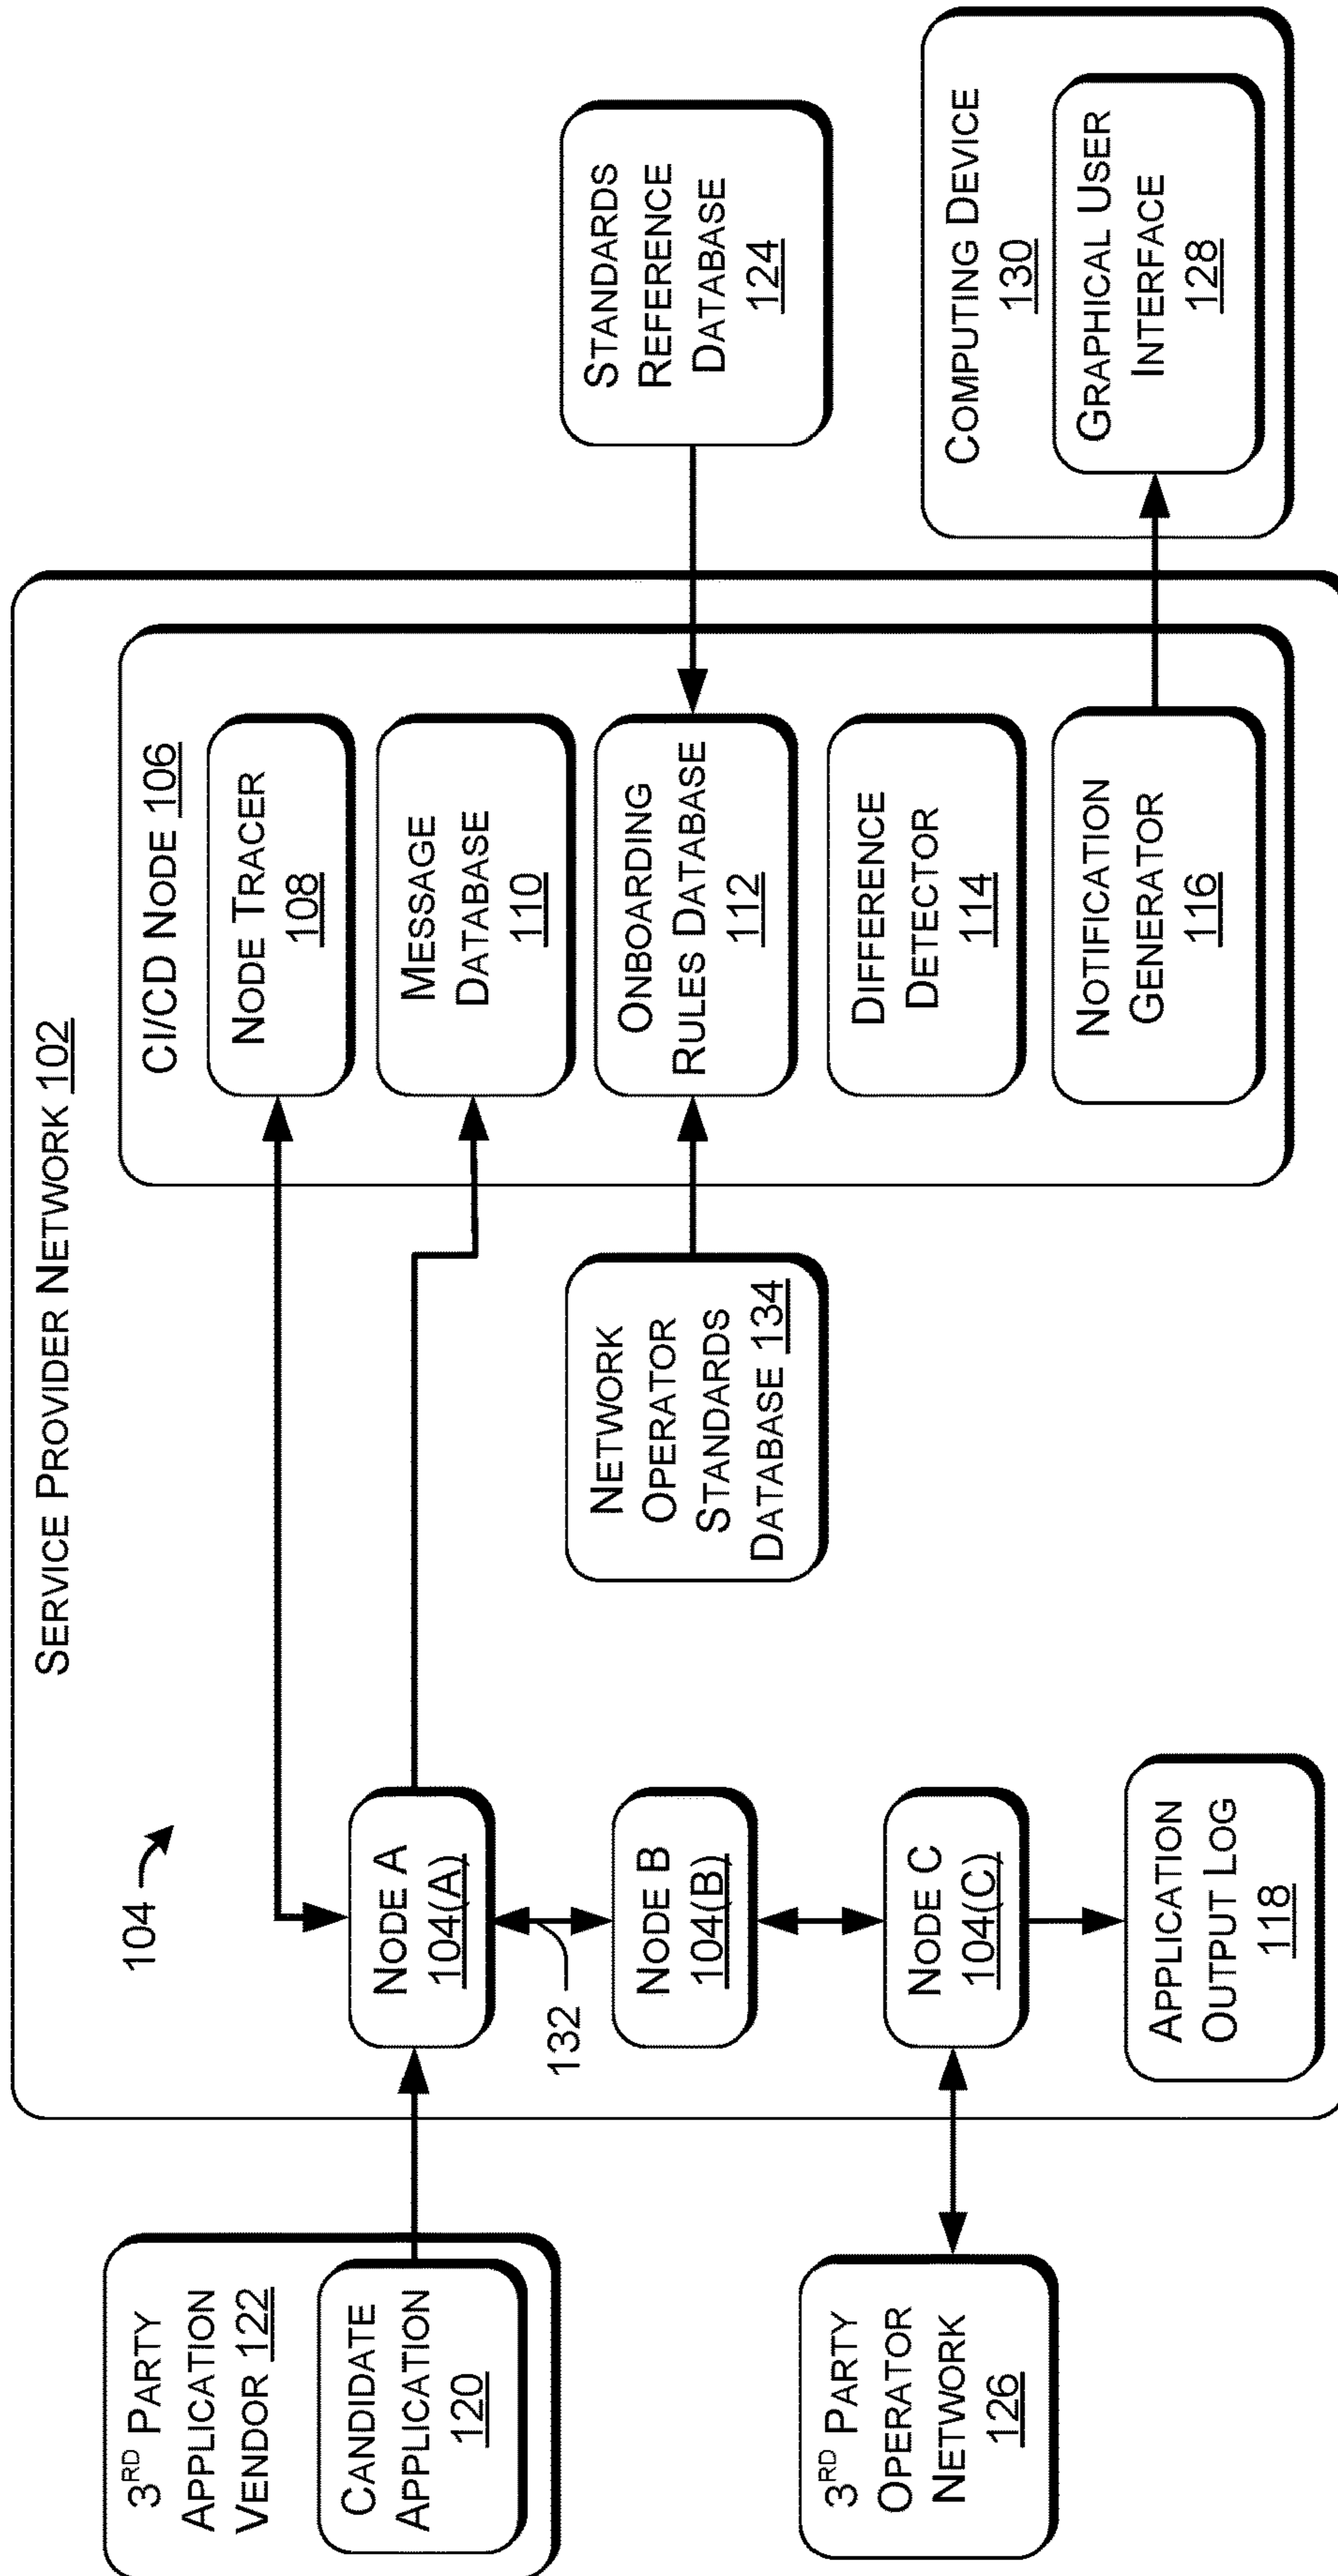 SERVICE PROVIDER NETWORK 102
3RD PARTY
APPLICATION
VENDOR 122
CANDIDATE
APPLICATION
120
3RD PARTY
OPERATOR
NETWORK
126
104
NODE A
104(A)
132
NODE B
104(B)
NODE C
104(C)
APPLICATION
OUTPUT LOG
118
NETWORK
OPERATOR
STANDARDS
DATABASE 134
CI/CD NODE 106
NODE TRACER
108
MESSAGE
DATABASE
110
ONBOARDING
RULES DATABASE
112
DIFFERENCE
DETECTOR
114
NOTIFICATION
GENERATOR
116
STANDARDS
REFERENCE
DATABASE
124
COMPUTING DEVICE
130
GRAPHICAL USER
INTERFACE
128